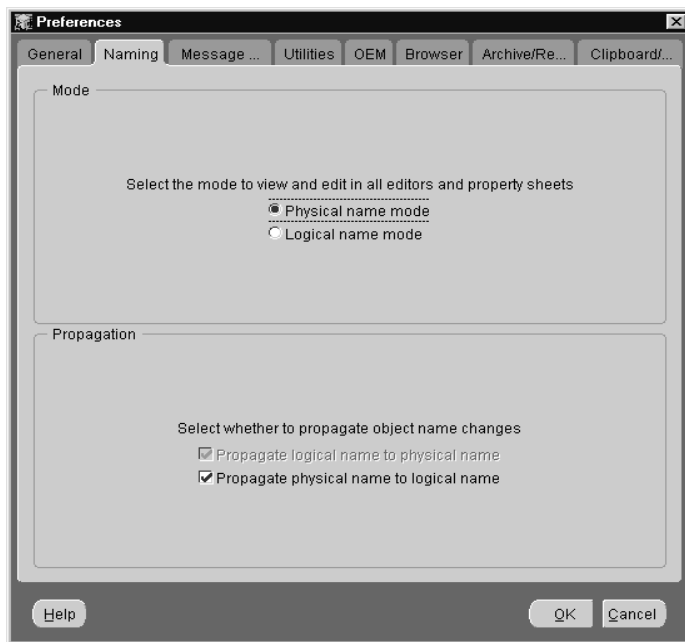 Preferences
General Naming Message ... Utilities OEM Browser Archive/Re... Clipboard/...
Mode
Select the mode to view and edit in all editors and property sheets
Physical name mode
Logical name mode
Propagation
Select whether to propagate object name changes
Propagate logical name to physical name
Propagate physical name to logical name
Help OK Cancel